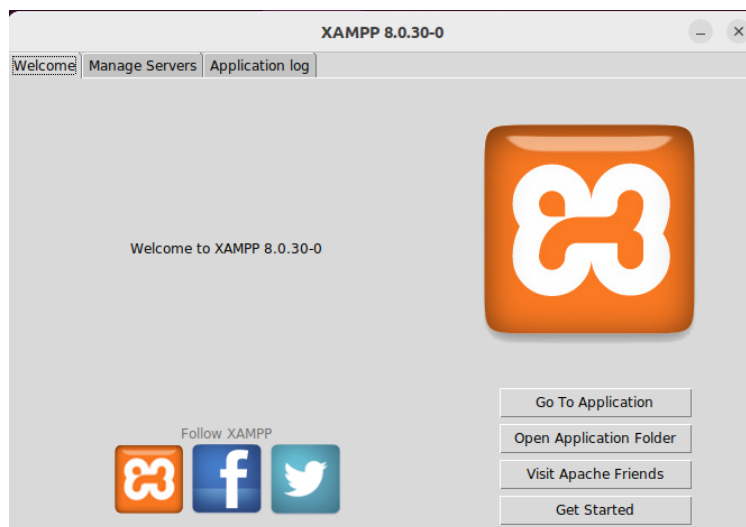 XAMPP 8.0.30-0
Welcome Manage Servers Application log
Welcome to XAMPP 8.0.30-0
Go To Application
Open Application Folder
Visit Apache Friends
Get Started
Follow XAMPP